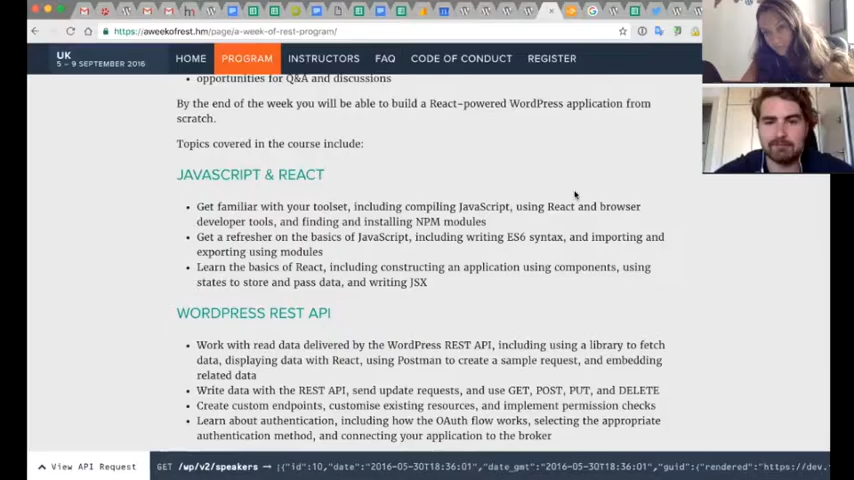 https://aweekofrest.hm/page/a-week-of-rest-program/
UK
5 – 9 SEPTEMBER 2016
HOME PROGRAM INSTRUCTORS FAQ CODE OF CONDUCT REGISTER
opportunities for Q&A and discussions
By the end of the week you will be able to build a React-powered WordPress application from
scratch.
Topics covered in the course include:
JAVASCRIPT & REACT
Get familiar with your toolset, including compiling JavaScript, using React and browser
developer tools, and finding and installing NPM modules
Get a refresher on the basics of JavaScript, including writing ES6 syntax, and importing and
exporting using modules
Learn the basics of React, including constructing an application using components, using
states to store and pass data, and writing JSX
WORDPRESS REST API
Work with read data delivered by the WordPress REST API, including using a library to fetch
data, displaying data with React, using Postman to create a sample request, and embedding
related data
Write data with the REST API, send update requests, and use GET, POST, PUT, and DELETE
Create custom endpoints, customise existing resources, and implement permission checks
Learn about authentication, including how the OAuth flow works, selecting the appropriate
authentication method, and connecting your application to the broker
View API Request GET /wp/v2/speakers → [{"id":10,"date":"2016-05-30T18:36:01","date_gmt":"2016-05-30T18:36:01","guid":{"rendered":"https://dev.